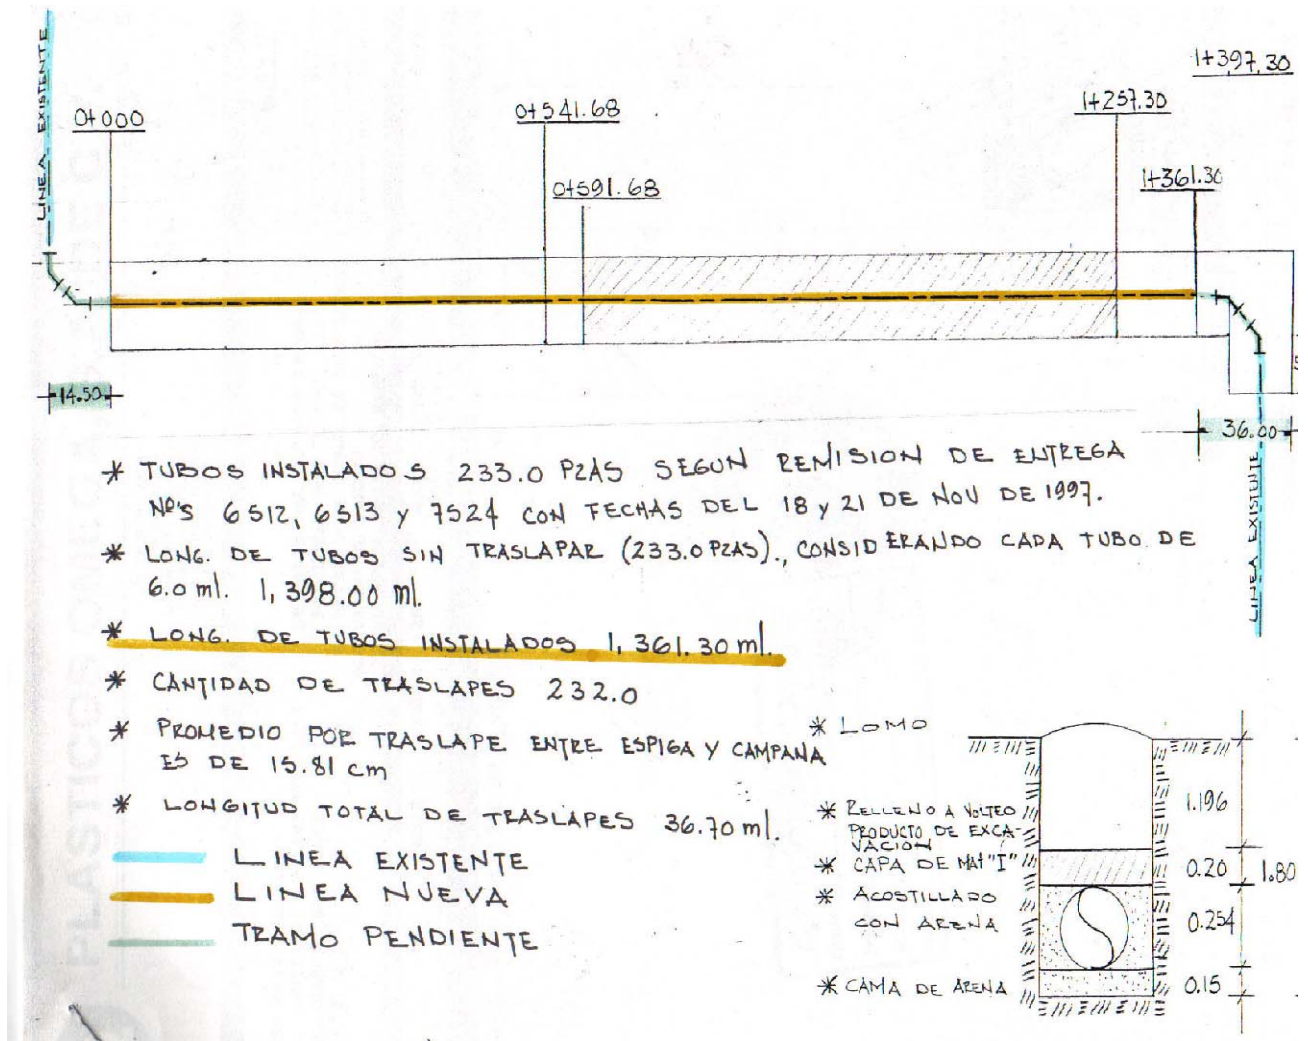 LINEA EXISTENTE
0+000
0+541.68
0+591.68
1+257.30
1+397.30
1+361.30
14.50
36.00
LINEA EXISTENTE
* TUBOS INSTALADOS 233.0 PZAS SEGUN REMISION DE ENTREGA
Nº'S 6512, 6513 y 7524 CON FECHAS DEL 18 y 21 DE NOV DE 1997.
* LONG. DE TUBOS SIN TRASLAPAR (233.0 PZAS)., CONSIDERANDO CADA TUBO DE
6.0 ml. 1,398.00 ml.
* LONG. DE TUBOS INSTALADOS 1,361.30 ml.
* CANTIDAD DE TRASLAPES 232.0
* PROMEDIO POR TRASLAPE ENTRE ESPIGA Y CAMPANA
ES DE 15.81 cm
* LONGITUD TOTAL DE TRASLAPES 36.70 ml.
LINEA EXISTENTE
LINEA NUEVA
TRAMO PENDIENTE
* LOMO
* RELLENO A VOLTEO
PRODUCTO DE EXCA-
VACION
* CAPA DE MAT "I"
* ACOSTILLADO
CON ARENA
* CAMA DE ARENA
1.196
0.20
1.80
0.254
0.15
PLASTICOS OMEGA